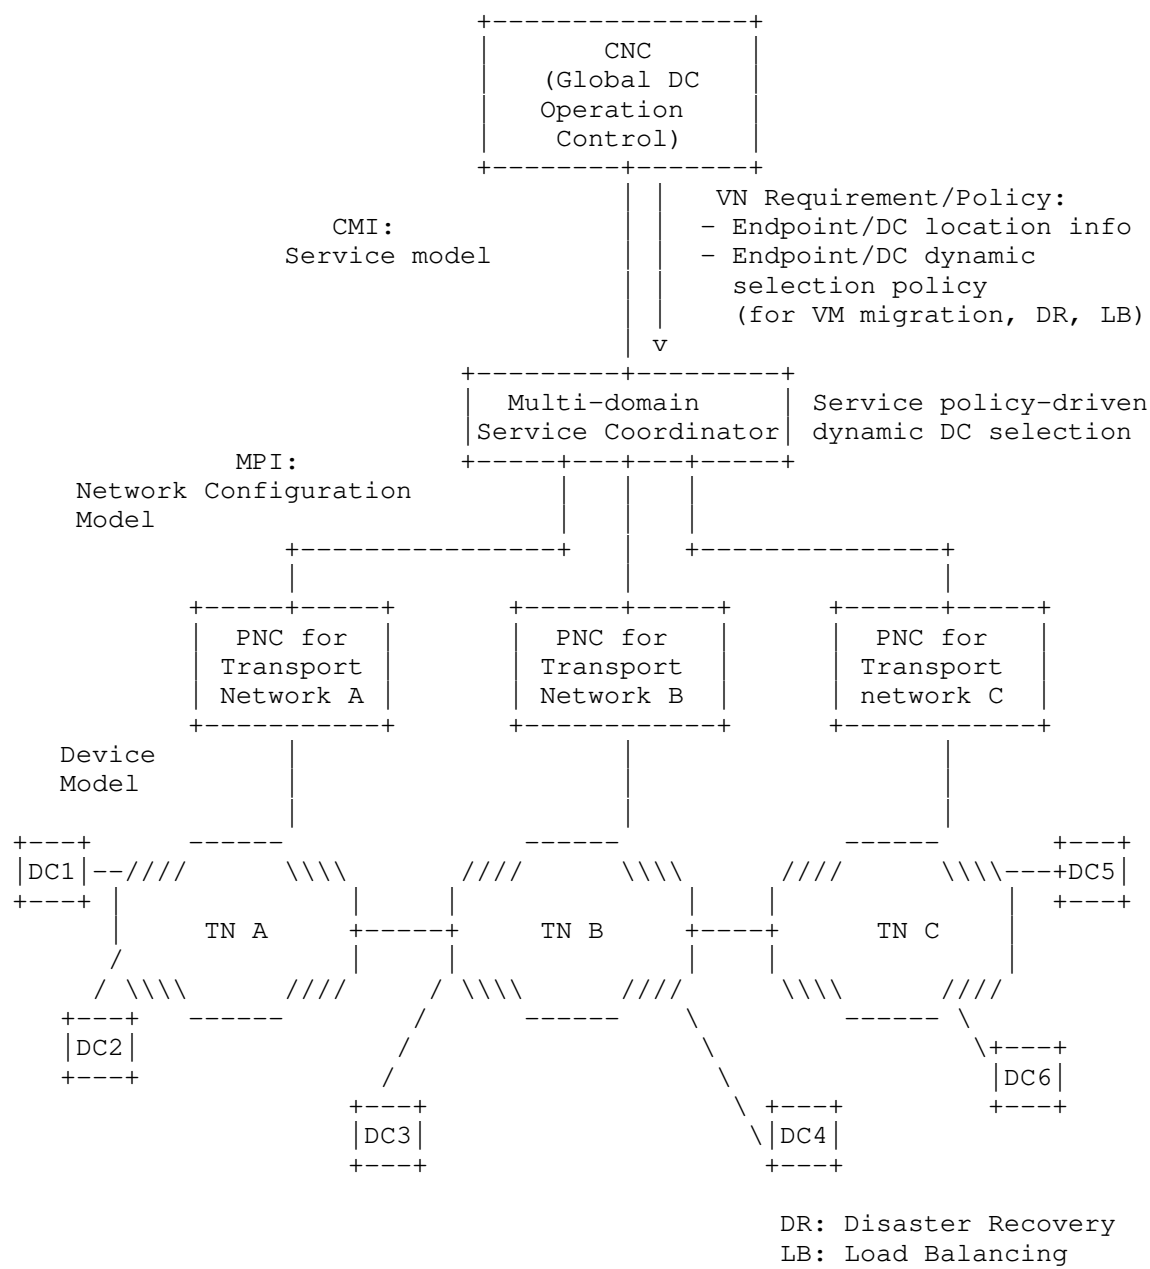 CNC
(Global DC
Operation
Control)
VN Requirement/Policy:
CMI:
- Endpoint/DC location info
Service model
- Endpoint/DC dynamic
selection policy
(for VM migration, DR, LB)
v
Multi-domain
Service policy-driven
Service Coordinator
dynamic DC selection
MPI:
Network Configuration
Model
PNC for
Transport
Network A
PNC for
Transport
Network B
PNC for
Transport
network C
Device
Model
DC1
DC5
TN A
TN B
TN C
DC2
DC6
DC3
DC4
DR: Disaster Recovery
LB: Load Balancing